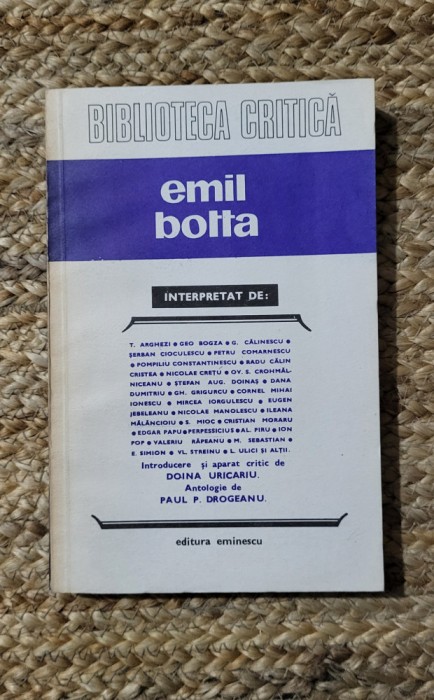 BIBLIOTECA CRITICĂ
emil
botta
INTERPRETAT DE:
T. ARGHEZI • GEO BOGZA • G. CĂLINESCU •
ȘERBAN CIOCULESCU • PETRU COMARNESCU
• POMPILIU CONSTANTINESCU • RADU CĂLIN
CRISTEA • NICOLAE CREȚU • OV. S. CROHMĂL-
NICEANU • ȘTEFAN AUG. DOINAȘ • DANA
DUMITRIU • GH. GRIGURCU • CORNEL MIHAI
IONESCU • MIRCEA IORGULESCU • EUGEN
JEBELEANU • NICOLAE MANOLESCU • ILEANA
MĂLĂNCIOIU • S. MIOC • CRISTIAN MORARU
• EDGAR PAPU • PERPESSICIUS • AL. PIRU • ION
POP • VALERIU RÂPEANU • M. SEBASTIAN •
E. SIMION • VL. STREINU • L. ULICI ȘI ALȚII.
Introducere și aparat critic de
DOINA URICARIU.
Antologie de
PAUL P. DROGEANU.
editura eminescu